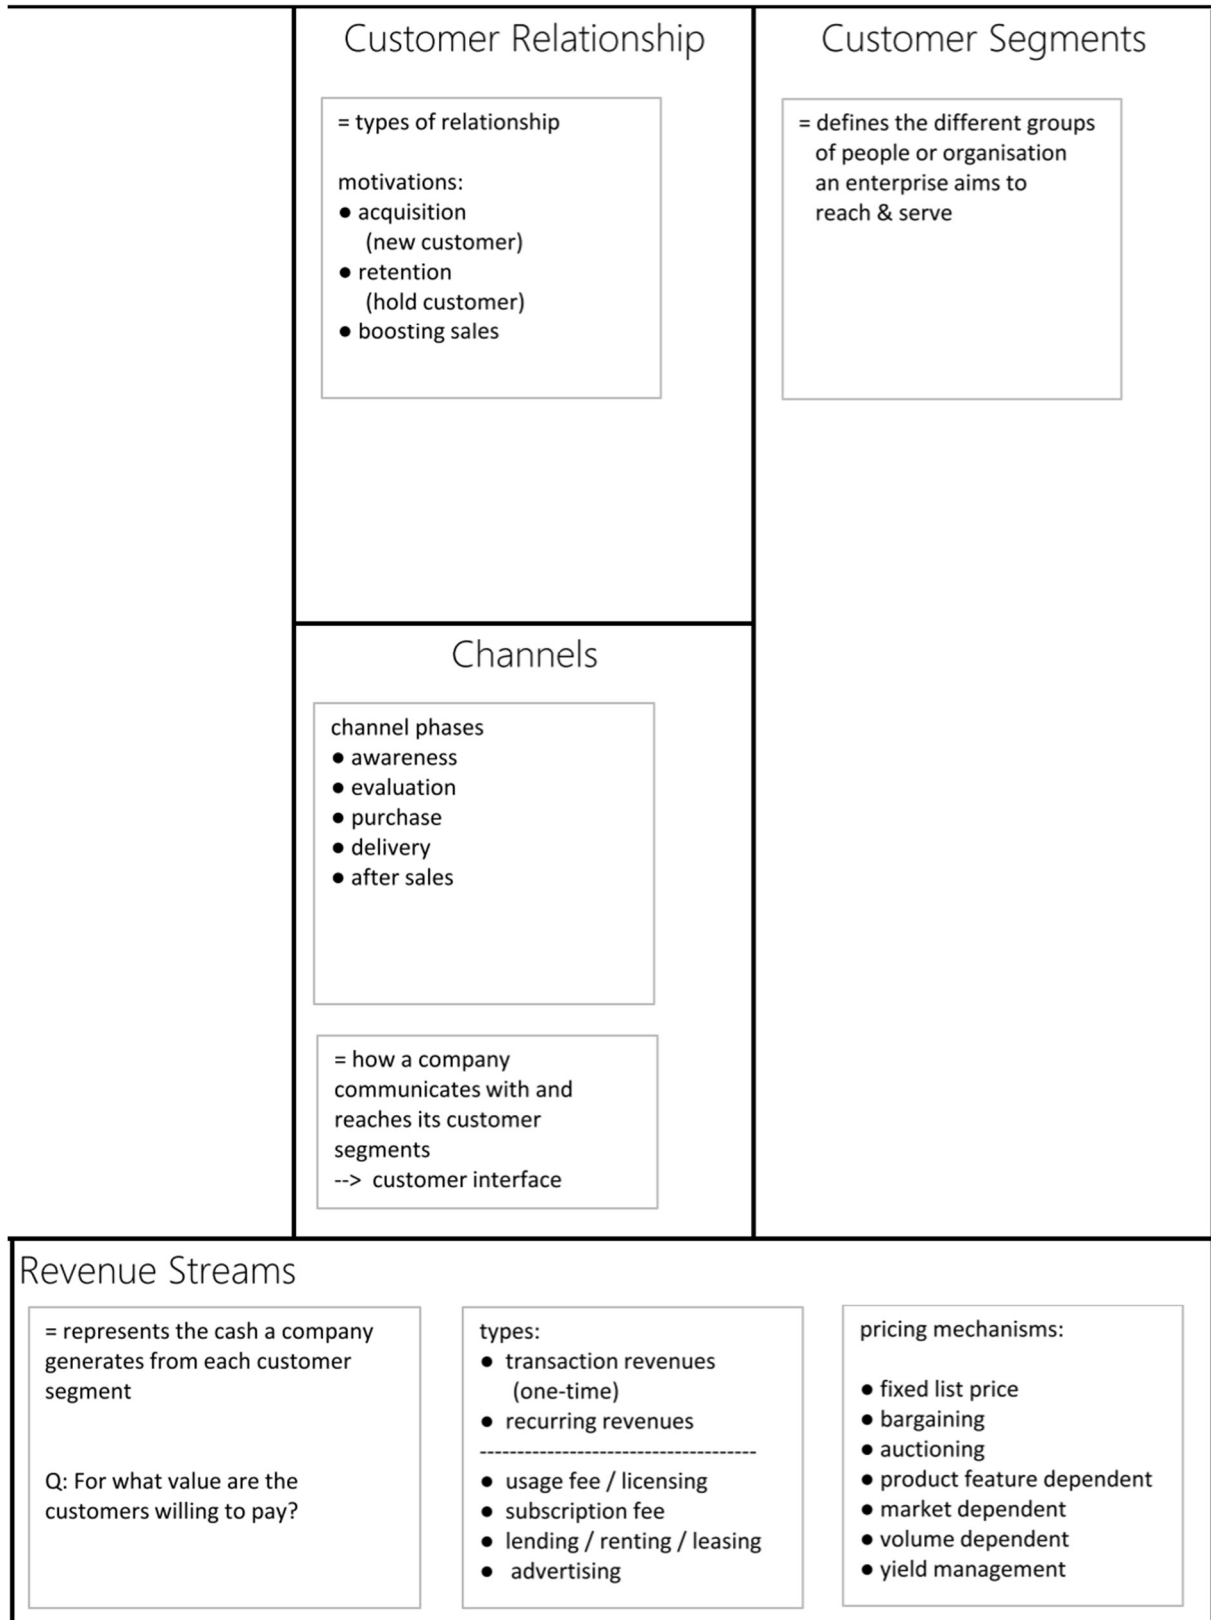 Customer Relationship
= types of relationship
motivations:
● acquisition
(new customer)
● retention
(hold customer)
● boosting sales
Customer Segments
= defines the different groups
of people or organisation
an enterprise aims to
reach & serve
Channels
channel phases
● awareness
● evaluation
● purchase
● delivery
● after sales
= how a company
communicates with and
reaches its customer
segments
--> customer interface
Revenue Streams
= represents the cash a company
generates from each customer
segment
Q: For what value are the
customers willing to pay?
types:
● transaction revenues
(one-time)
● recurring revenues
-------------------------------------
● usage fee / licensing
● subscription fee
● lending / renting / leasing
● advertising
pricing mechanisms:
● fixed list price
● bargaining
● auctioning
● product feature dependent
● market dependent
● volume dependent
● yield management